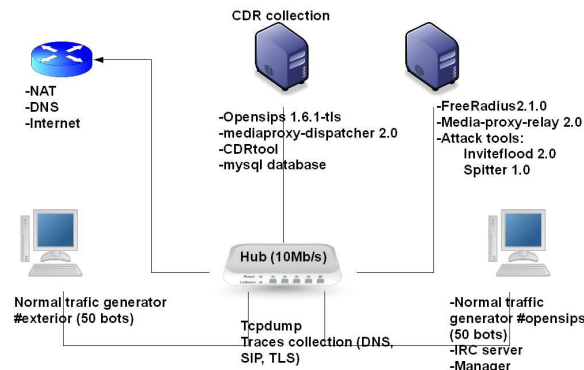 CDR collection
-NAT
-DNS
-Internet
-Opensips 1.6.1-tls
-mediaproxy-dispatcher 2.0
-CDRtool
-mysql database
-FreeRadius2.1.0
-Media-proxy-relay 2.0
-Attack tools:
Inviteflood 2.0
Spitter 1.0
Hub (10Mb/s)
Normal trafic generator
#exterior (50 bots)
Tcpdump
Traces collection (DNS,
SIP, TLS)
-Normal traffic
generator #opensips
(50 bots)
-IRC server
-Manager